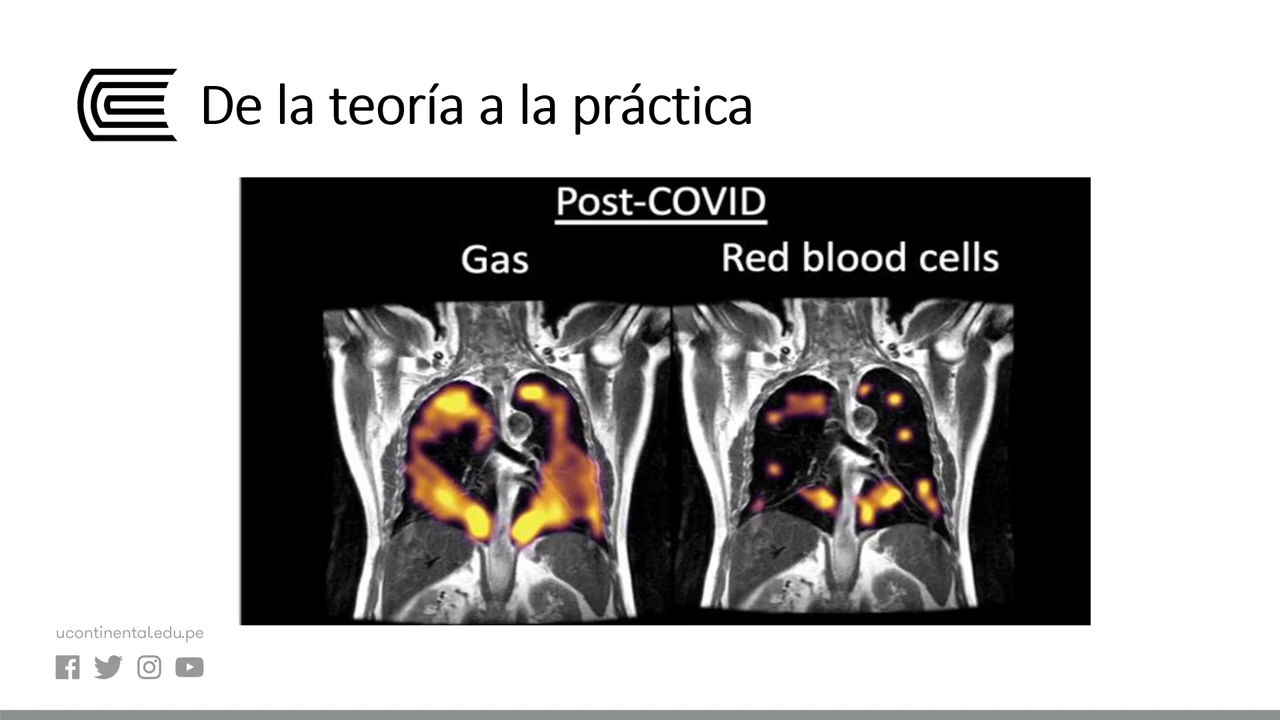 De la teoría a la práctica
Post-COVID
Gas
Red blood cells
ucontinental.edu.pe